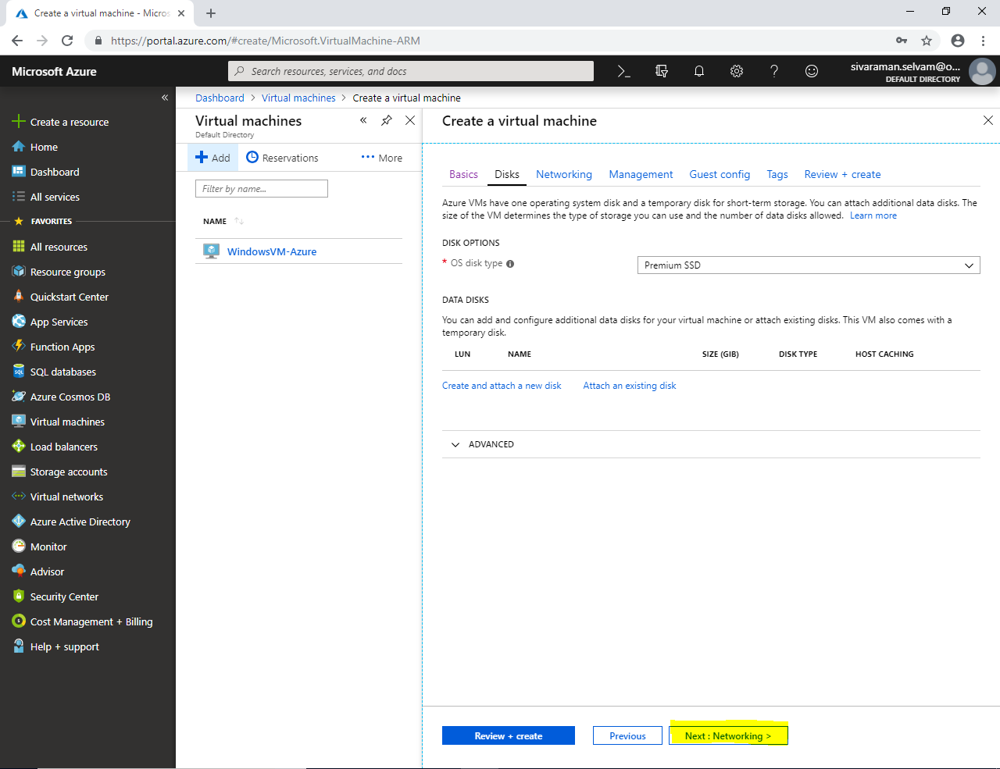 Create a virtual machine - Micros
https://portal.azure.com/#create/Microsoft.VirtualMachine-ARM
Microsoft Azure
Search resources, services, and docs
sivaraman.selvam@o...
DEFAULT DIRECTORY
Create a resource
Home
Dashboard
All services
FAVORITES
All resources
Resource groups
Quickstart Center
App Services
Function Apps
SQL databases
Azure Cosmos DB
Virtual machines
Load balancers
Storage accounts
Virtual networks
Azure Active Directory
Monitor
Advisor
Security Center
Cost Management + Billing
Help + support
Dashboard > Virtual machines > Create a virtual machine
Virtual machines
Default Directory
Add
Reservations
More
Filter by name...
NAME
WindowsVM-Azure
Create a virtual machine
Basics Disks Networking Management Guest config Tags Review + create
Azure VMs have one operating system disk and a temporary disk for short-term storage. You can attach additional data disks. The
size of the VM determines the type of storage you can use and the number of data disks allowed. Learn more
DISK OPTIONS
* OS disk type
Premium SSD
DATA DISKS
You can add and configure additional data disks for your virtual machine or attach existing disks. This VM also comes with a
temporary disk.
LUN NAME SIZE (GIB) DISK TYPE HOST CACHING
Create and attach a new disk Attach an existing disk
ADVANCED
Review + create Previous Next : Networking >